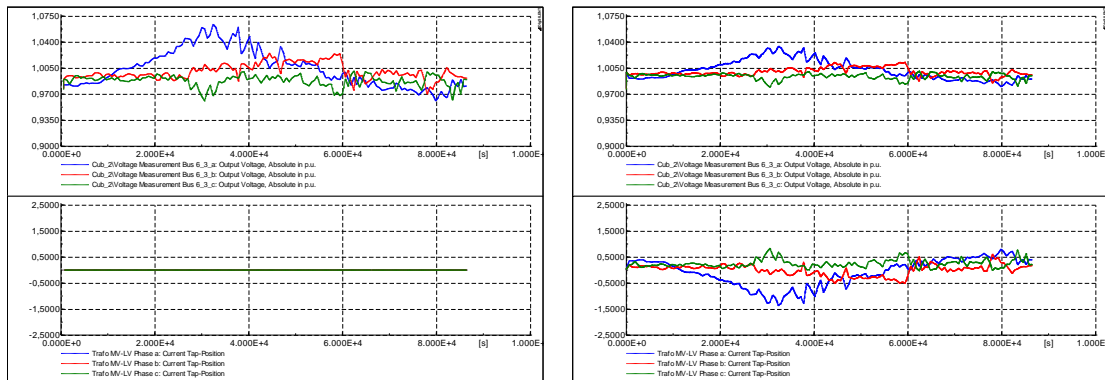 1,0750
1,0400
1,0050
0,9700
0,9350
0,9000
0.000E+0 2.000E+4 4.000E+4 6.000E+4 8.000E+4 [s] 1.000E+
Cub_2\Voltage Measurement Bus 6_3_a: Output Voltage, Absolute in p.u.
Cub_2\Voltage Measurement Bus 6_3_b: Output Voltage, Absolute in p.u.
Cub_2\Voltage Measurement Bus 6_3_c: Output Voltage, Absolute in p.u.
2,5000
1,5000
0,5000
-0,5000
-1,5000
-2,5000
0.000E+0 2.000E+4 4.000E+4 6.000E+4 8.000E+4 [s] 1.000E+
Trafo MV-LV Phase a: Current Tap-Position
Trafo MV-LV Phase b: Current Tap-Position
Trafo MV-LV Phase c: Current Tap-Position
1,0750
1,0400
1,0050
0,9700
0,9350
0,9000
0.000E+0 2.000E+4 4.000E+4 6.000E+4 8.000E+4 [s] 1.000E+
Cub_2\Voltage Measurement Bus 6_3_a: Output Voltage, Absolute in p.u.
Cub_2\Voltage Measurement Bus 6_3_b: Output Voltage, Absolute in p.u.
Cub_2\Voltage Measurement Bus 6_3_c: Output Voltage, Absolute in p.u.
2,5000
1,5000
0,5000
-0,5000
-1,5000
-2,5000
0.000E+0 2.000E+4 4.000E+4 6.000E+4 8.000E+4 [s] 1.000E+
Trafo MV-LV Phase a: Current Tap-Position
Trafo MV-LV Phase b: Current Tap-Position
Trafo MV-LV Phase c: Current Tap-Position